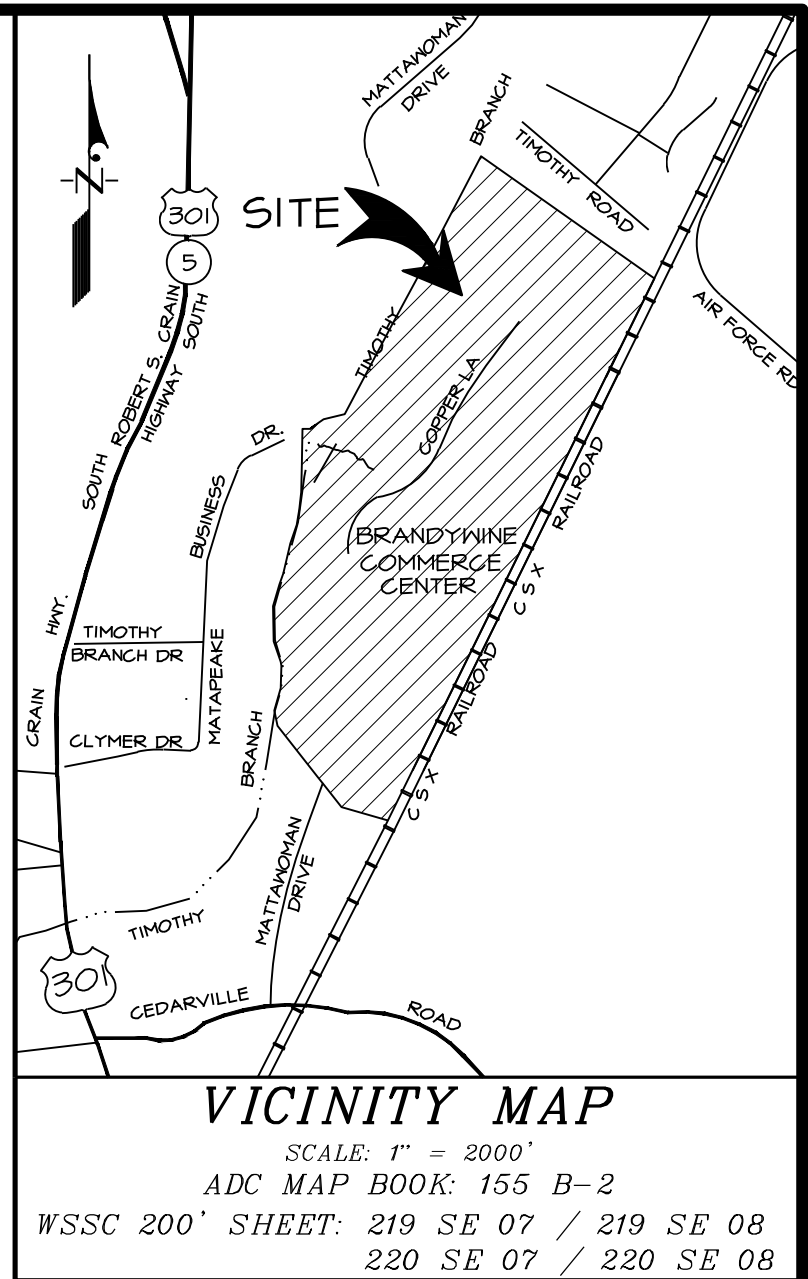 MATTAWOMAN
DRIVE
BRANCH
TIMOTHY ROAD
N
301
SITE
5
AIR FORCE RD
SOUTH ROBERT S. CRAIN
HIGHWAY SOUTH
TIMOTHY
COPPER LA
DR.
BUSINESS
MATAPEAKE
BRANDYWINE
COMMERCE
CENTER
CSX RAILROAD
CRAIN HWY.
TIMOTHY
BRANCH DR
CLYMER DR
BRANCH
CSX RAILROAD
MATTAWOMAN
DRIVE
TIMOTHY
301
CEDARVILLE ROAD
VICINITY MAP
SCALE: 1" = 2000'
ADC MAP BOOK: 155 B-2
WSSC 200' SHEET: 219 SE 07 / 219 SE 08
220 SE 07 / 220 SE 08